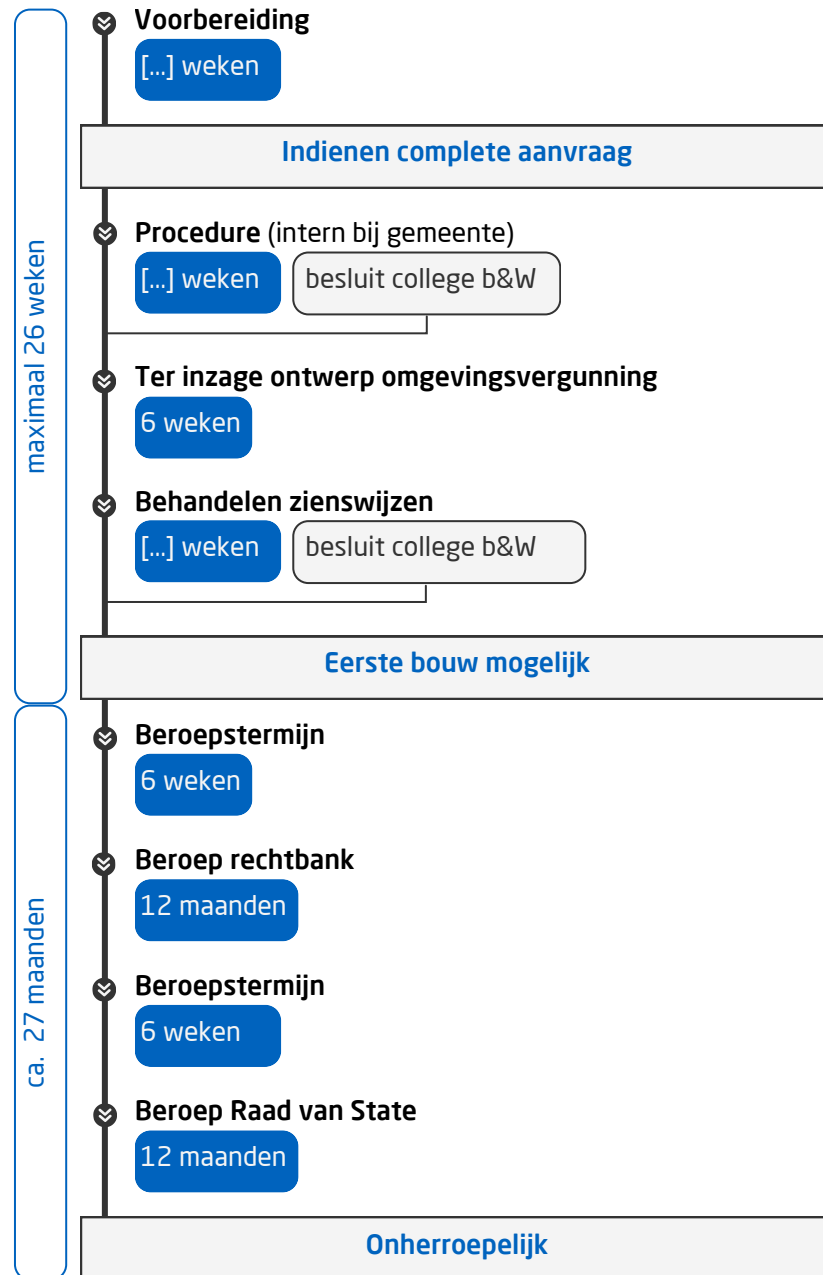 Voorbereiding
[...] weken
Indienen complete aanvraag
Procedure (intern bij gemeente)
[...] weken
besluit college b&W
Ter inzage ontwerp omgevingsvergunning
6 weken
Behandelen zienswijzen
[...] weken
besluit college b&W
maximaal 26 weken
Eerste bouw mogelijk
Beroepstermijn
6 weken
Beroep rechtbank
12 maanden
Beroepstermijn
6 weken
Beroep Raad van State
12 maanden
ca. 27 maanden
Onherroepelijk